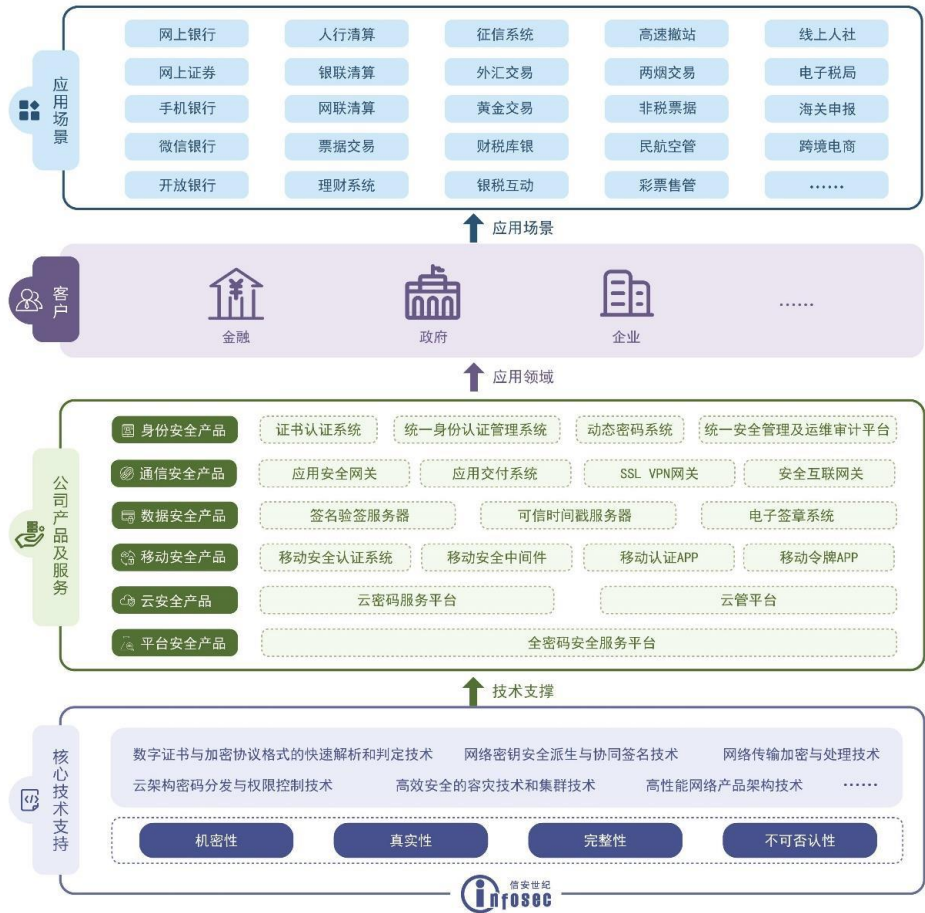 应用场景
网上银行 人行清算 征信系统 高速撤站 线上人社
网上证券 银联清算 外汇交易 两烟交易 电子税局
手机银行 网联清算 黄金交易 非税票据 海关申报
微信银行 票据交易 财税库银 民航空管 跨境电商
开放银行 理财系统 银税互动 彩票售管 ······
应用场景
客户
金融 政府 企业 ······
应用领域
公司产品及服务
身份安全产品 证书认证系统 统一身份认证管理系统 动态密码系统 统一安全管理及运维审计平台
通信安全产品 应用安全网关 应用交付系统 SSL VPN网关 安全互联网关
数据安全产品 签名验签服务器 可信时间戳服务器 电子签章系统
移动安全产品 移动安全认证系统 移动安全中间件 移动认证APP 移动令牌APP
云安全产品 云密码服务平台 云管平台
平台安全产品 全密码安全服务平台
技术支撑
核心技术支持
数字证书与加密协议格式的快速解析和判定技术 网络密钥安全派生与协同签名技术 网络传输加密与处理技术
云架构密码分发与权限控制技术 高效安全的容灾技术和集群技术 高性能网络产品架构技术 ······
机密性 真实性 完整性 不可否认性
信安世纪
infosec